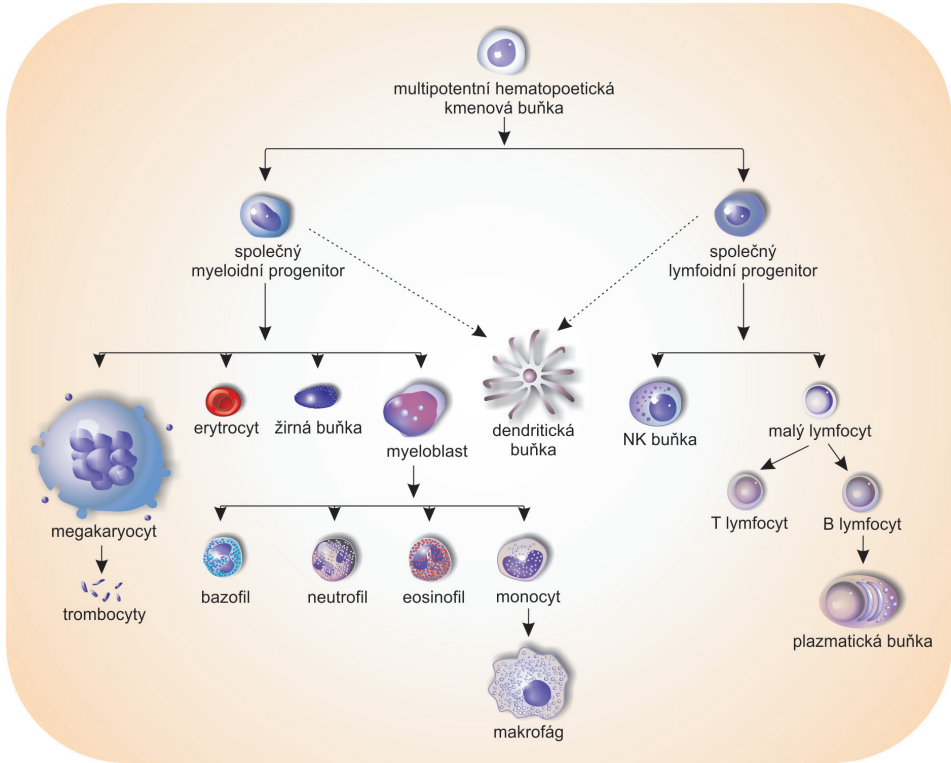 multipotentní hematopoetická
kmenová buňka
společný
myeloidní progenitor
společný
lymfoidní progenitor
erytrocyt
žirná buňka
myeloblast
dendritická
buňka
NK buňka
malý lymfocyt
megakaryocyt
T lymfocyt
B lymfocyt
trombocyty
bazofil
neutrofil
eosinofil
monocyt
plazmatická buňka
makrofág